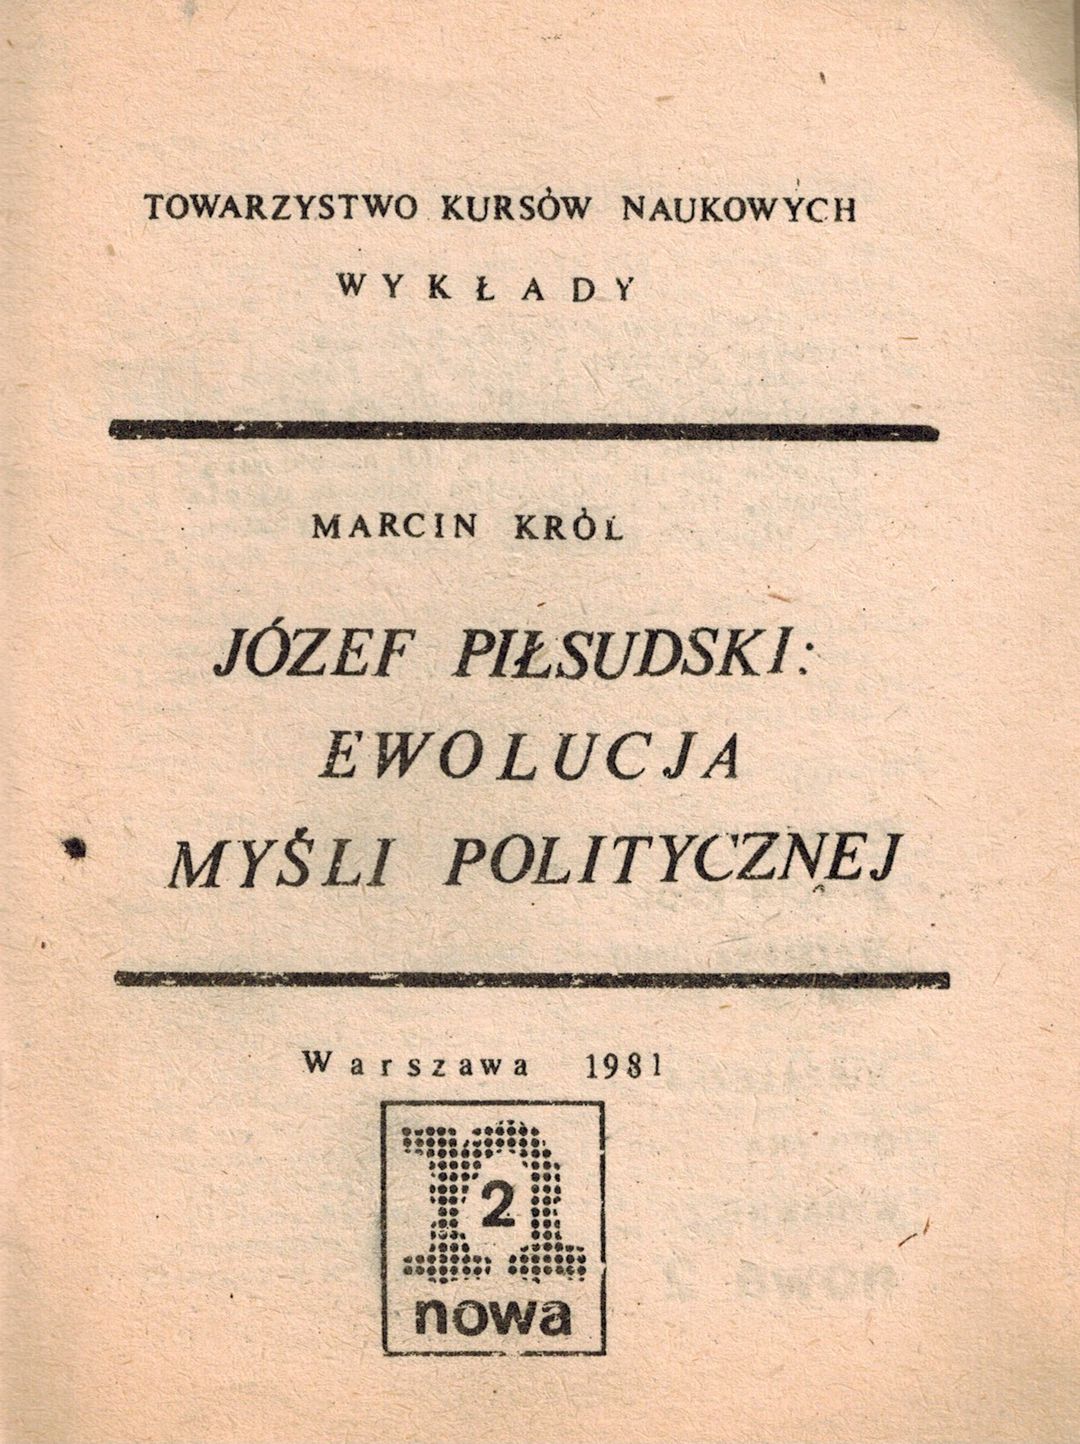 TOWARZYSTWO KURSÓW NAUKOWYCH
WYKŁADY
MARCIN KRÓL
JÓZEF PIŁSUDSKI:
EWOLUCJA
MYŚLI POLITYCZNEJ
Warszawa 1981
n
2
nowa